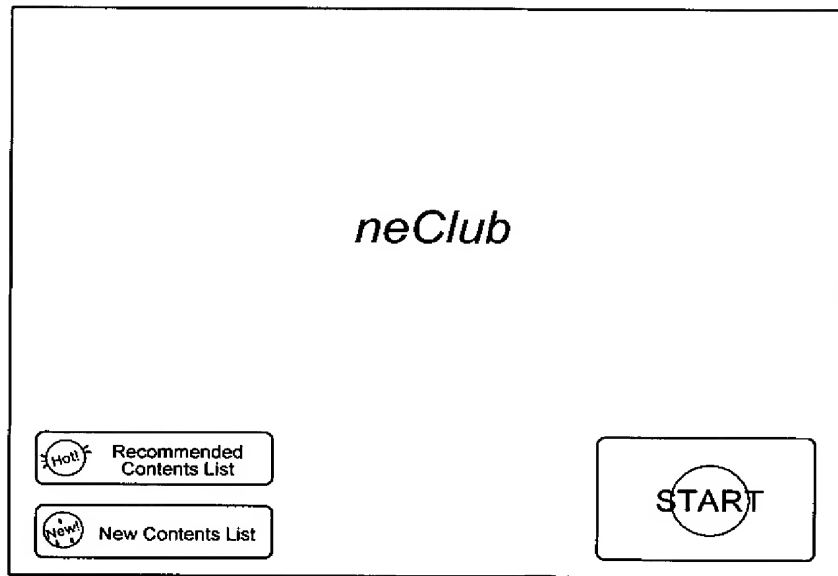 neClub
Hot!
Recommended
Contents List
New!
New Contents List
START